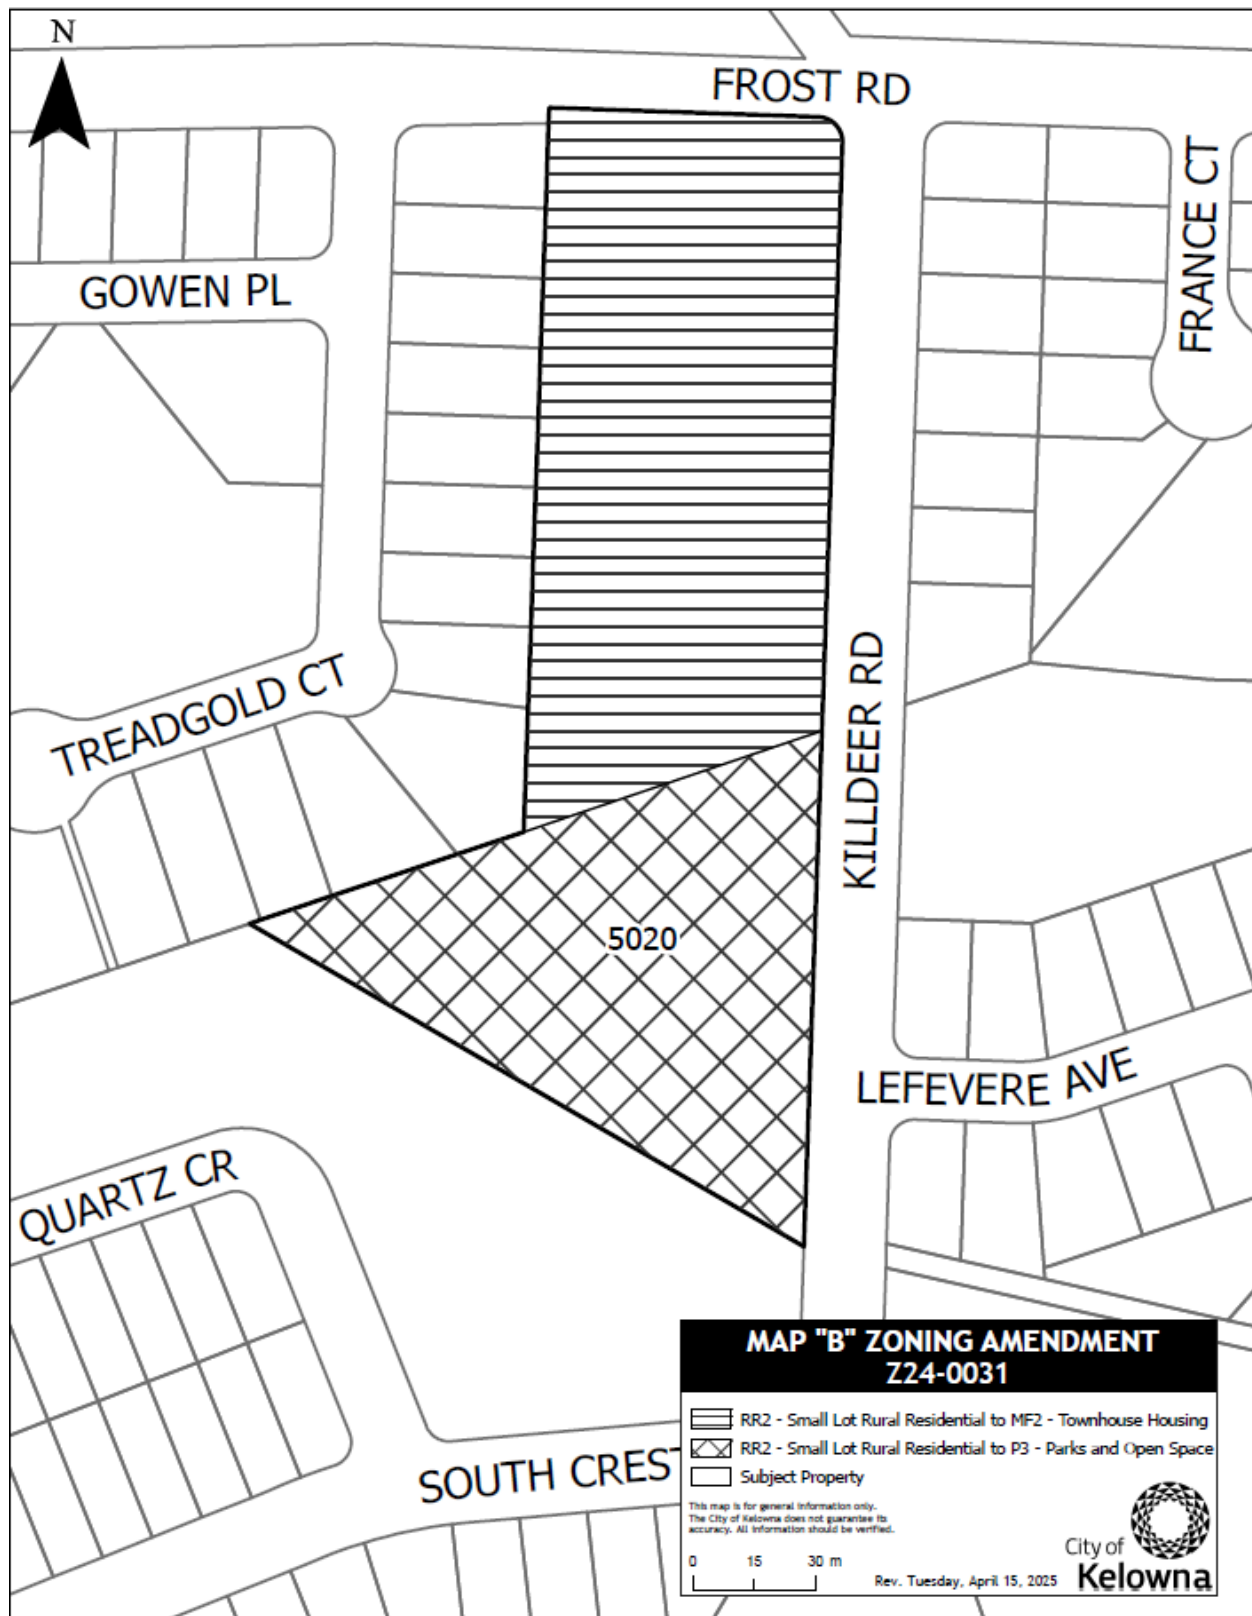 N
FROST RD
FRANCE CT
GOWEN PL
TREADGOLD CT
KILLDEER RD
5020
LEFEVERE AVE
QUARTZ CR
SOUTH CREST
MAP "B" ZONING AMENDMENT
Z24-0031
RR2 - Small Lot Rural Residential to MF2 - Townhouse Housing
RR2 - Small Lot Rural Residential to P3 - Parks and Open Space
Subject Property
This map is for general information only.
The City of Kelowna does not guarantee its
accuracy. All information should be verified.
0 15 30 m
Rev. Tuesday, April 15, 2025
City of
Kelowna